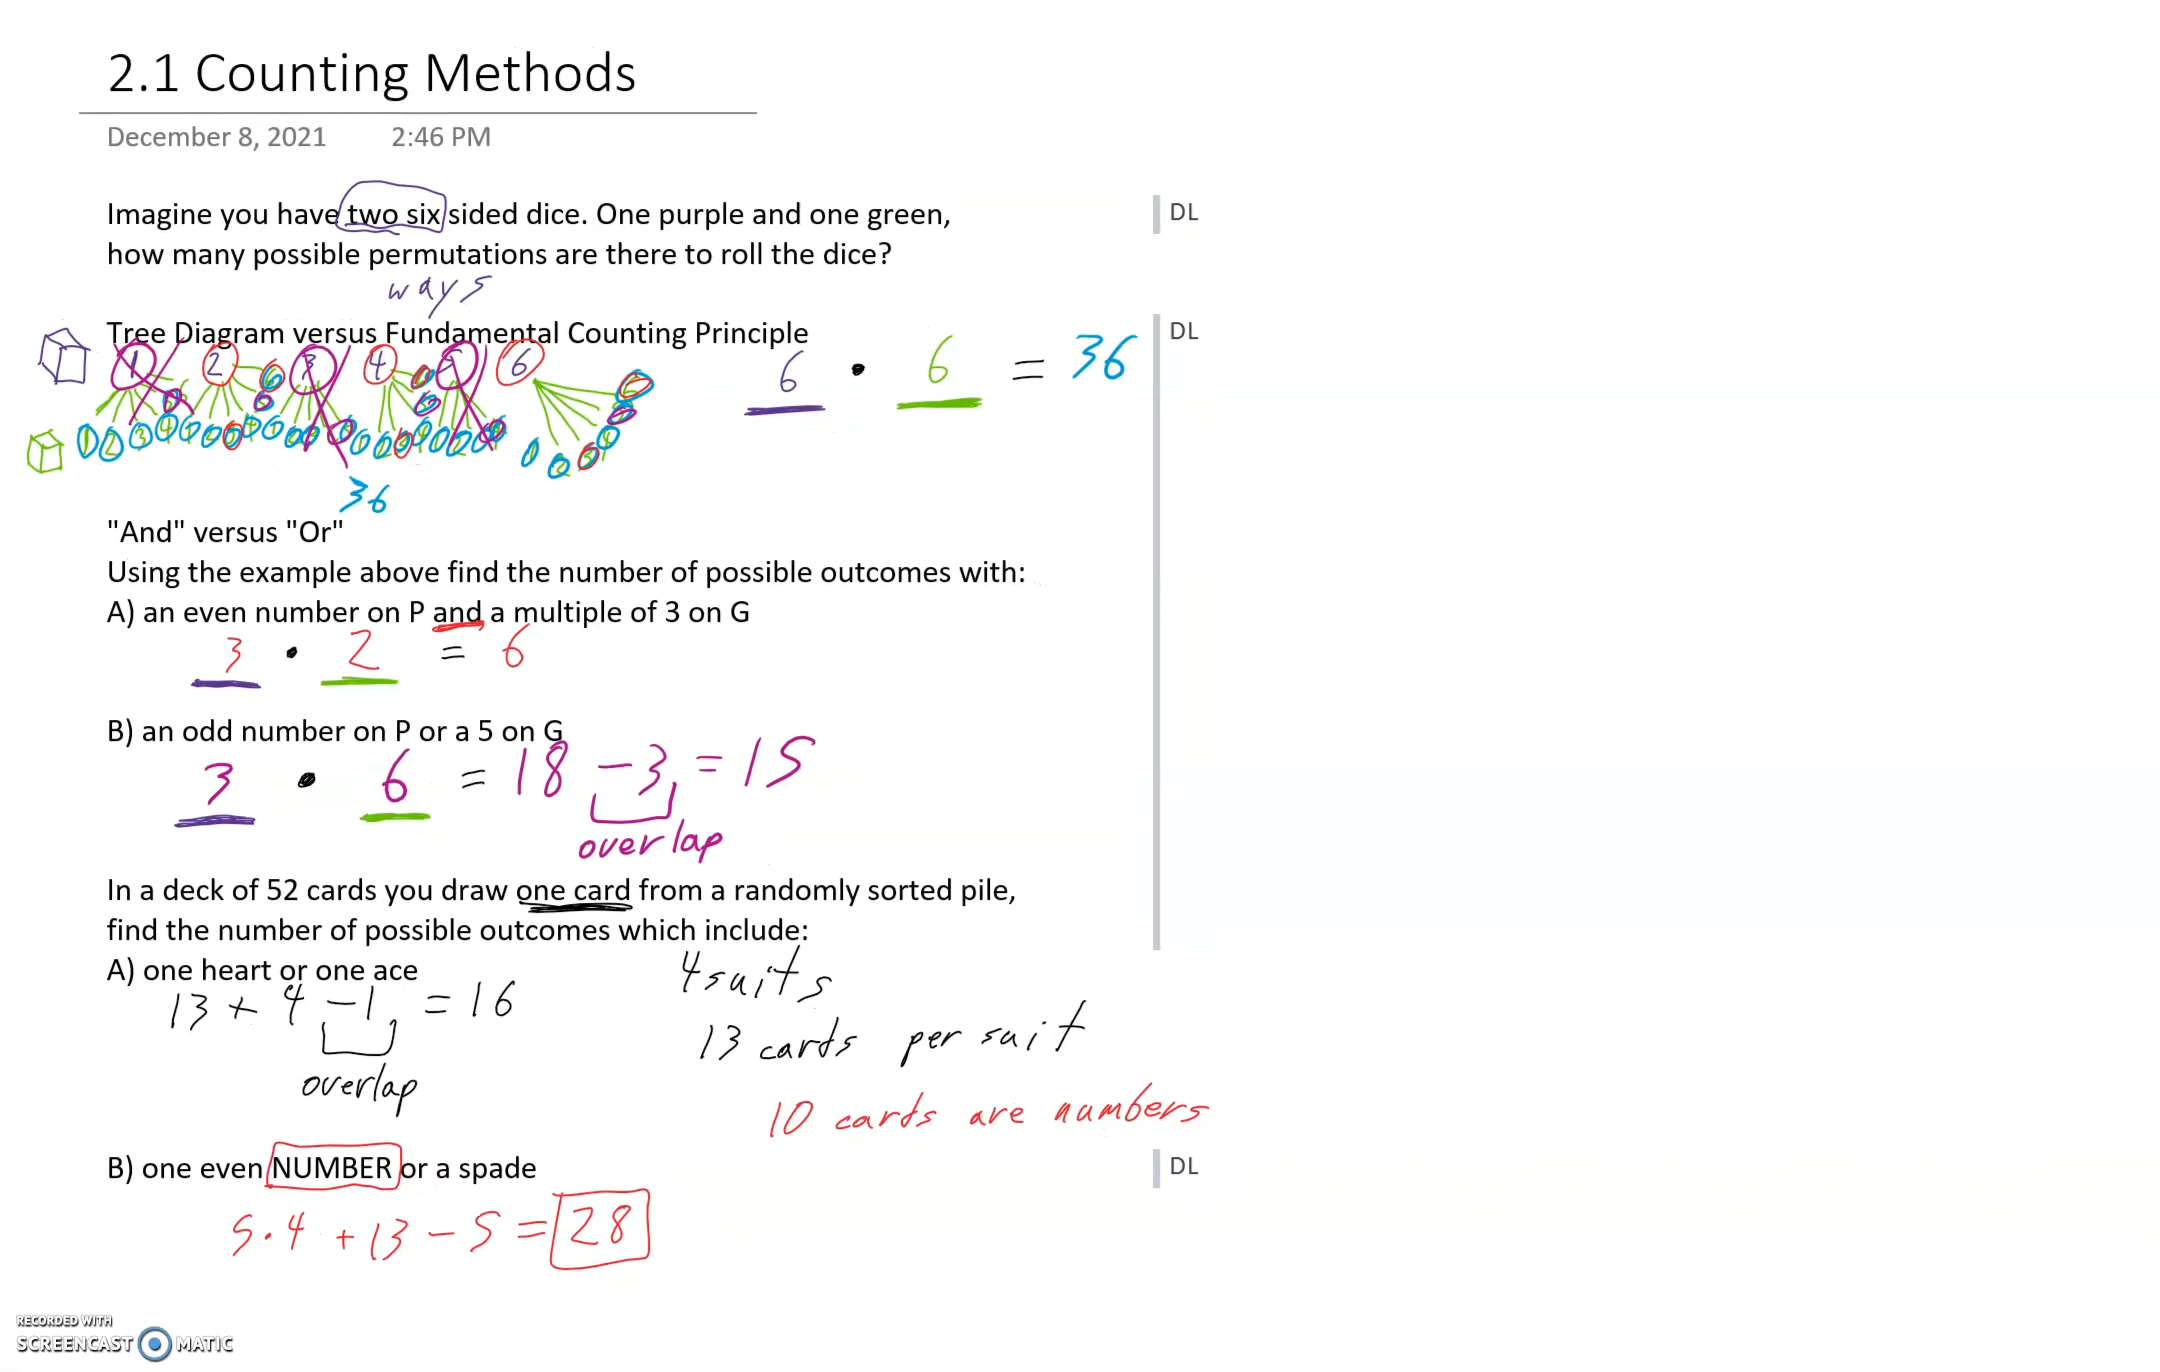 2.1 Counting Methods
December 8, 2021 2:46 PM
Imagine you have two six sided dice. One purple and one green, DL
how many possible permutations are there to roll the dice?
ways
Tree Diagram versus Fundamental Counting Principle DL
1 2 3 4 5 6
6 · 6 = 36
36
"And" versus "Or"
Using the example above find the number of possible outcomes with:
A) an even number on P and a multiple of 3 on G
3 · 2 = 6
B) an odd number on P or a 5 on G
3 · 6 = 18 - 3 = 15
overlap
In a deck of 52 cards you draw one card from a randomly sorted pile,
find the number of possible outcomes which include:
A) one heart or one ace
4 suits
13 + 4 - 1 = 16
13 cards per suit
overlap
10 cards are numbers
B) one even NUMBER or a spade DL
5 · 4 + 13 - 5 = 28
RECORDED WITH
SCREENCAST MATIC